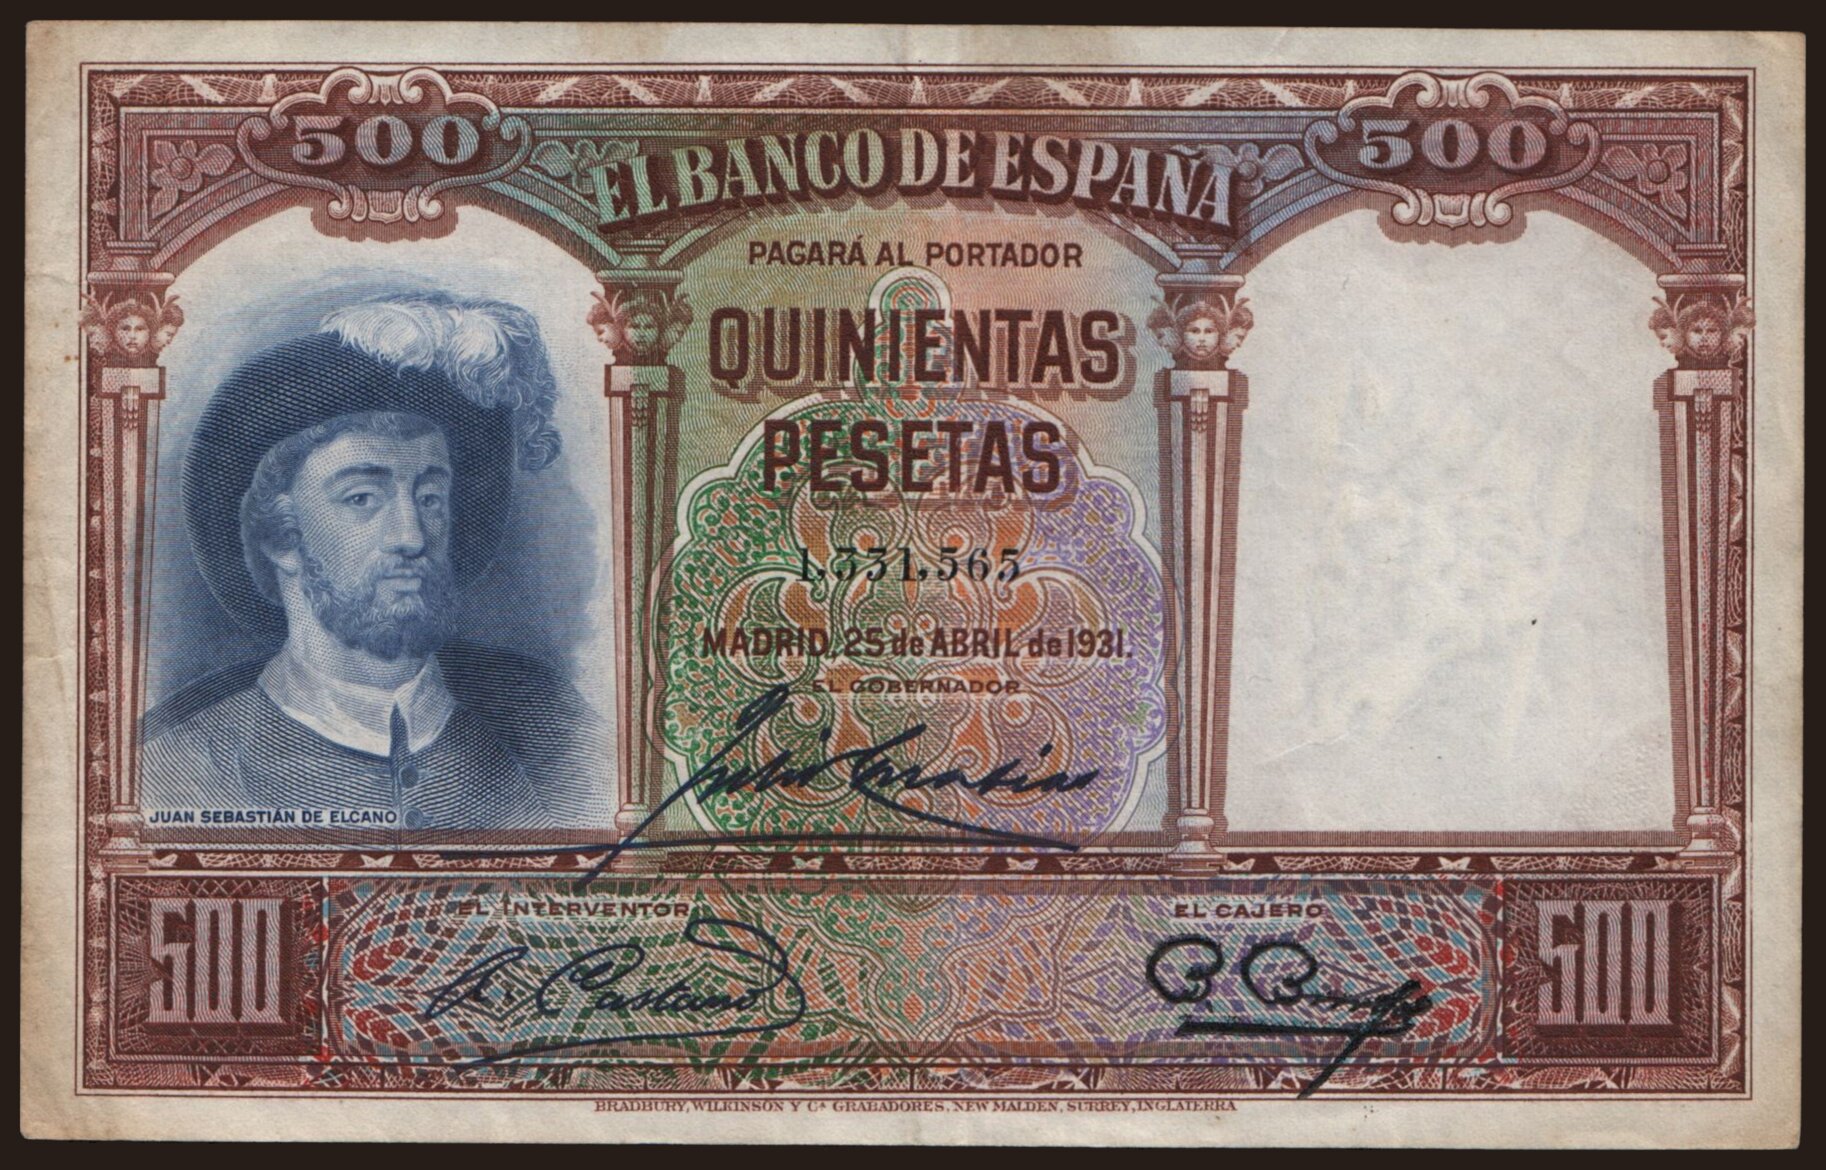 500 500
EL BANCO DE ESPAÑA
PAGARÁ AL PORTADOR
QUINIENTAS
PESETAS
1,331,565
MADRID, 25 de ABRIL de 1931.
EL GOBERNADOR
JUAN SEBASTIÁN DE ELCANO
500 500
EL INTERVENTOR EL CAJERO
BRADBURY, WILKINSON Y Cª GRABADORES, NEW MALDEN, SURREY, INGLATERRA